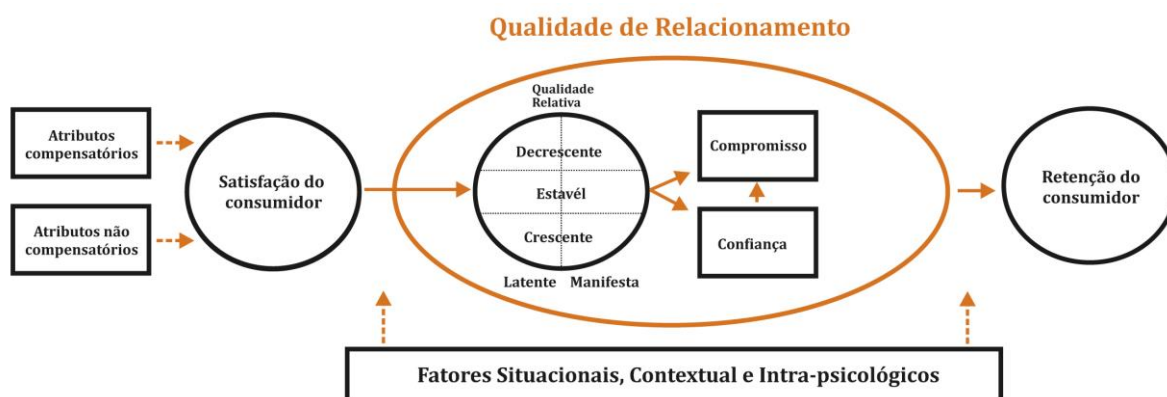 Qualidade de Relacionamento
Atributos
compensatórios
Atributos não
compensatórios
Satisfação do
consumidor
Qualidade
Relativa
Decrescente
Estavél
Crescente
Latente
Manifesta
Compromisso
Confiança
Retenção do
consumidor
Fatores Situacionais, Contextual e Intra-psicológicos